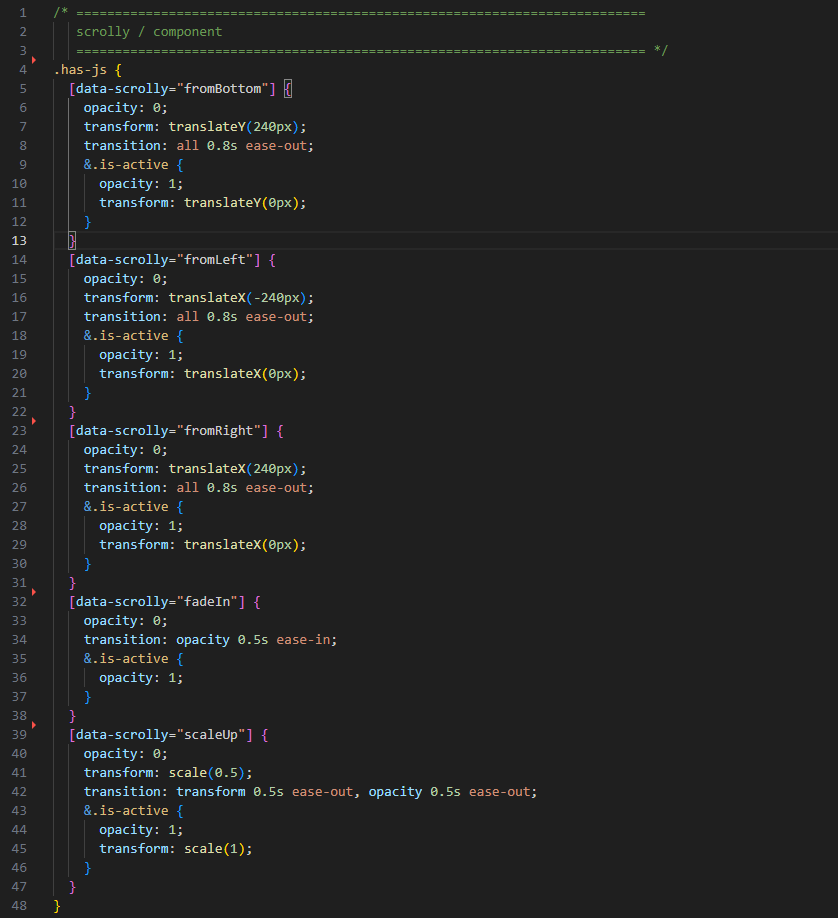 1 /* ==========================================================================
2 scrolly / component
3 ========================================================================== */
4 .has-js {
5 [data-scrolly="fromBottom"] {
6 opacity: 0;
7 transform: translateY(240px);
8 transition: all 0.8s ease-out;
9 &.is-active {
10 opacity: 1;
11 transform: translateY(0px);
12 }
13 }
14 [data-scrolly="fromLeft"] {
15 opacity: 0;
16 transform: translateX(-240px);
17 transition: all 0.8s ease-out;
18 &.is-active {
19 opacity: 1;
20 transform: translateX(0px);
21 }
22 }
23 [data-scrolly="fromRight"] {
24 opacity: 0;
25 transform: translateX(240px);
26 transition: all 0.8s ease-out;
27 &.is-active {
28 opacity: 1;
29 transform: translateX(0px);
30 }
31 }
32 [data-scrolly="fadeIn"] {
33 opacity: 0;
34 transition: opacity 0.5s ease-in;
35 &.is-active {
36 opacity: 1;
37 }
38 }
39 [data-scrolly="scaleUp"] {
40 opacity: 0;
41 transform: scale(0.5);
42 transition: transform 0.5s ease-out, opacity 0.5s ease-out;
43 &.is-active {
44 opacity: 1;
45 transform: scale(1);
46 }
47 }
48 }